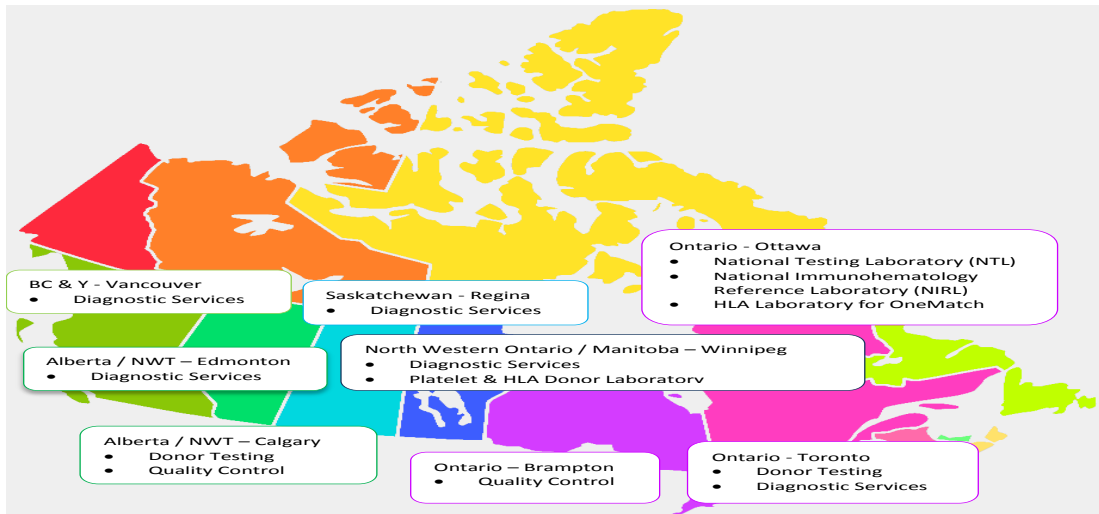 BC & Y - Vancouver
• Diagnostic Services
Saskatchewan - Regina
• Diagnostic Services
Ontario - Ottawa
• National Testing Laboratory (NTL)
• National Immunohematology
Reference Laboratory (NIRL)
• HLA Laboratory for OneMatch
Alberta / NWT – Edmonton
• Diagnostic Services
North Western Ontario / Manitoba – Winnipeg
• Diagnostic Services
• Platelet & HLA Donor Laboratory
Alberta / NWT – Calgary
• Donor Testing
• Quality Control
Ontario – Brampton
• Quality Control
Ontario - Toronto
• Donor Testing
• Diagnostic Services